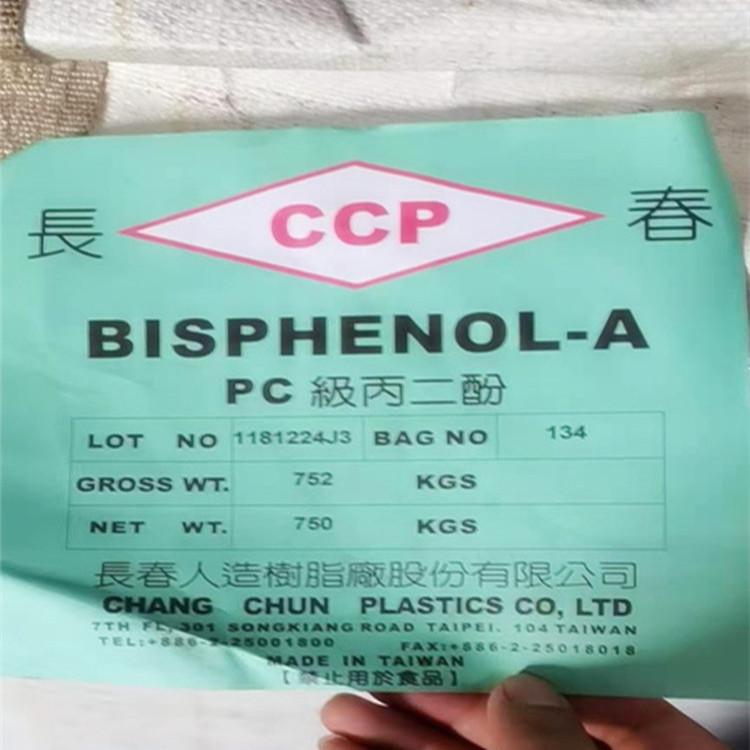 長 CCP 春
BISPHENOL-A
PC 級丙二酚
LOT NO 1181224J3 BAG NO 134
GROSS WT. 752 KGS
NET WT. 750 KGS
長春人造樹脂廠股份有限公司
CHANG CHUN PLASTICS CO, LTD
7TH FL, 301 SONGKIANG ROAD TAIPEI. 104 TAIWAN
TEL:+886-2-25001800 FAX:+886-2-25018018
MADE IN TAIWAN
【禁止用於食品】